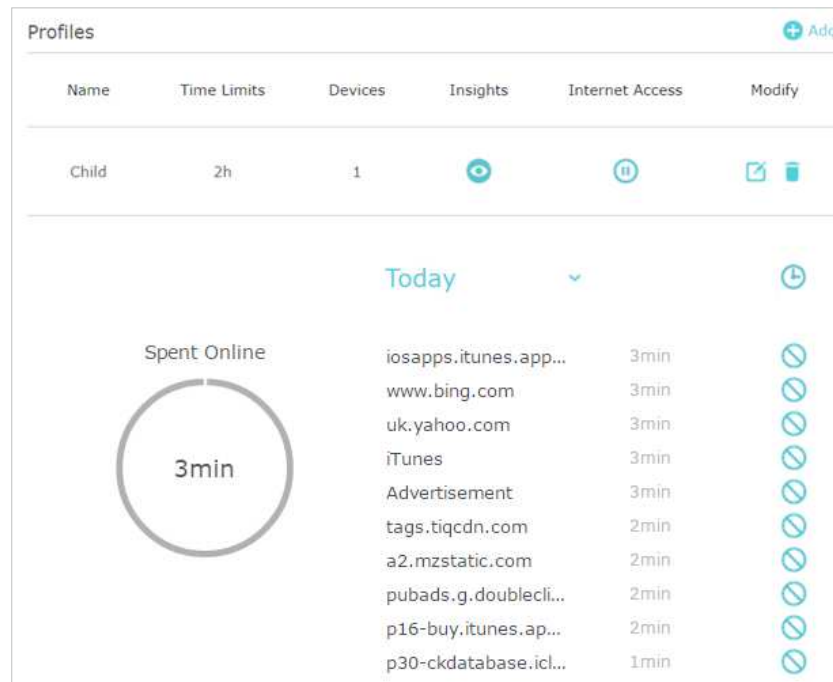 Profiles Add
Name Time Limits Devices Insights Internet Access Modify
Child 2h 1
Today
Spent Online
3min
iosapps.itunes.app... 3min
www.bing.com 3min
uk.yahoo.com 3min
iTunes 3min
Advertisement 3min
tags.tiqcdn.com 2min
a2.mzstatic.com 2min
pubads.g.doublecli... 2min
p16-buy.itunes.ap... 2min
p30-ckdatabase.icl... 1min